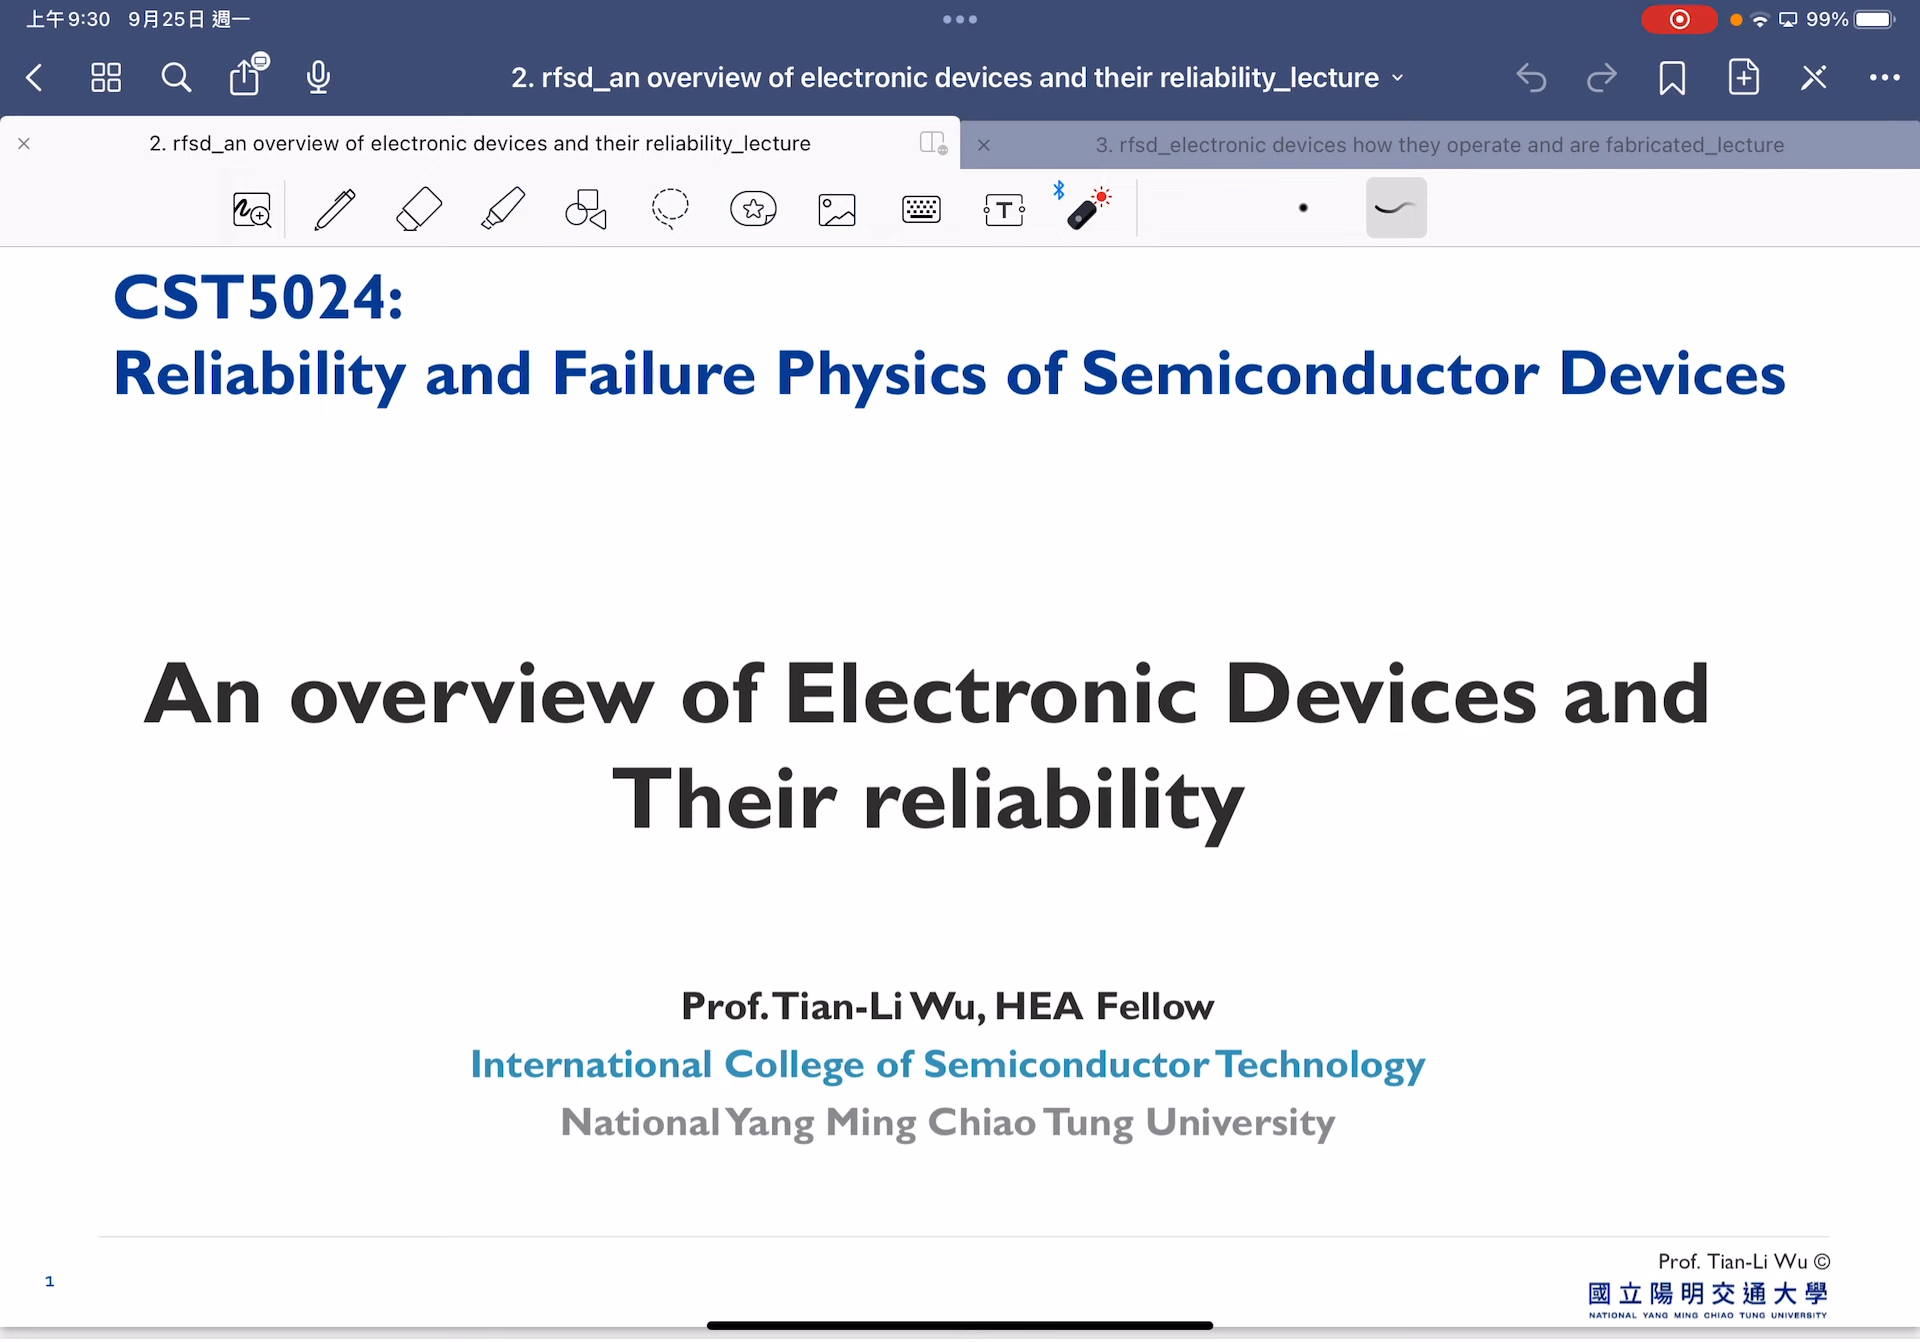 上午9:30 9月25日 週一
99%
2. rfsd_an overview of electronic devices and their reliability_lecture
2. rfsd_an overview of electronic devices and their reliability_lecture
3. rfsd_electronic devices how they operate and are fabricated_lecture
T
CST5024:
Reliability and Failure Physics of Semiconductor Devices
An overview of Electronic Devices and
Their reliability
Prof. Tian-Li Wu, HEA Fellow
International College of Semiconductor Technology
National Yang Ming Chiao Tung University
1
Prof. Tian-Li Wu ©
國立陽明交通大學
NATIONAL YANG MING CHIAO TUNG UNIVERSITY